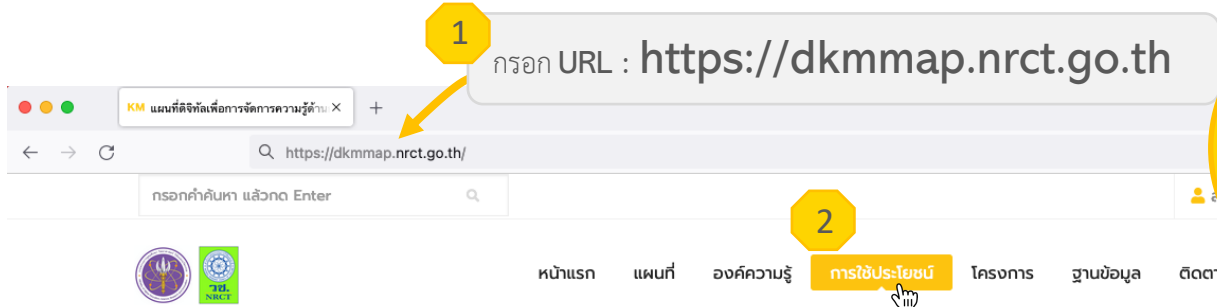 1
กรอก URL : https://dkmmap.nrct.go.th
KM แผนที่ดิจิทัลเพื่อการจัดการความรู้ด้าน
https://dkmmap.nrct.go.th/
กรอกคำค้นหา แล้วกด Enter
2
วช.
NRCT
หน้าแรก แผนที่ องค์ความรู้ การใช้ประโยชน์ โครงการ ฐานข้อมูล